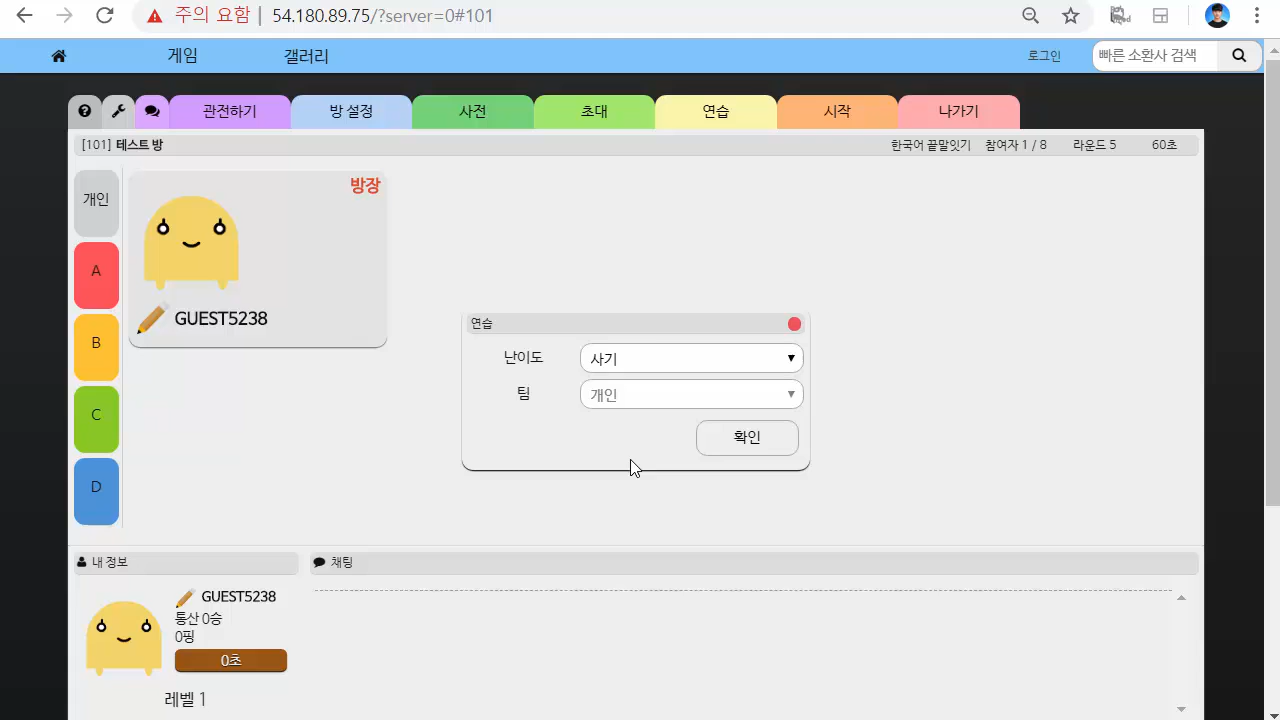 주의 요함 | 54.180.89.75/?server=0#101
게임 갤러리 로그인 빠른 소환사 검색
관전하기 방 설정 사전 초대 연습 시작 나가기
[101] 테스트 방 한국어 끝말잇기 참여자 1 / 8 라운드 5 60초
개인
A
B
C
D
방장
GUEST5238
연습
난이도 사기
팀 개인
확인
내 정보
GUEST5238
통산 0승
0핑
0초
레벨 1
채팅